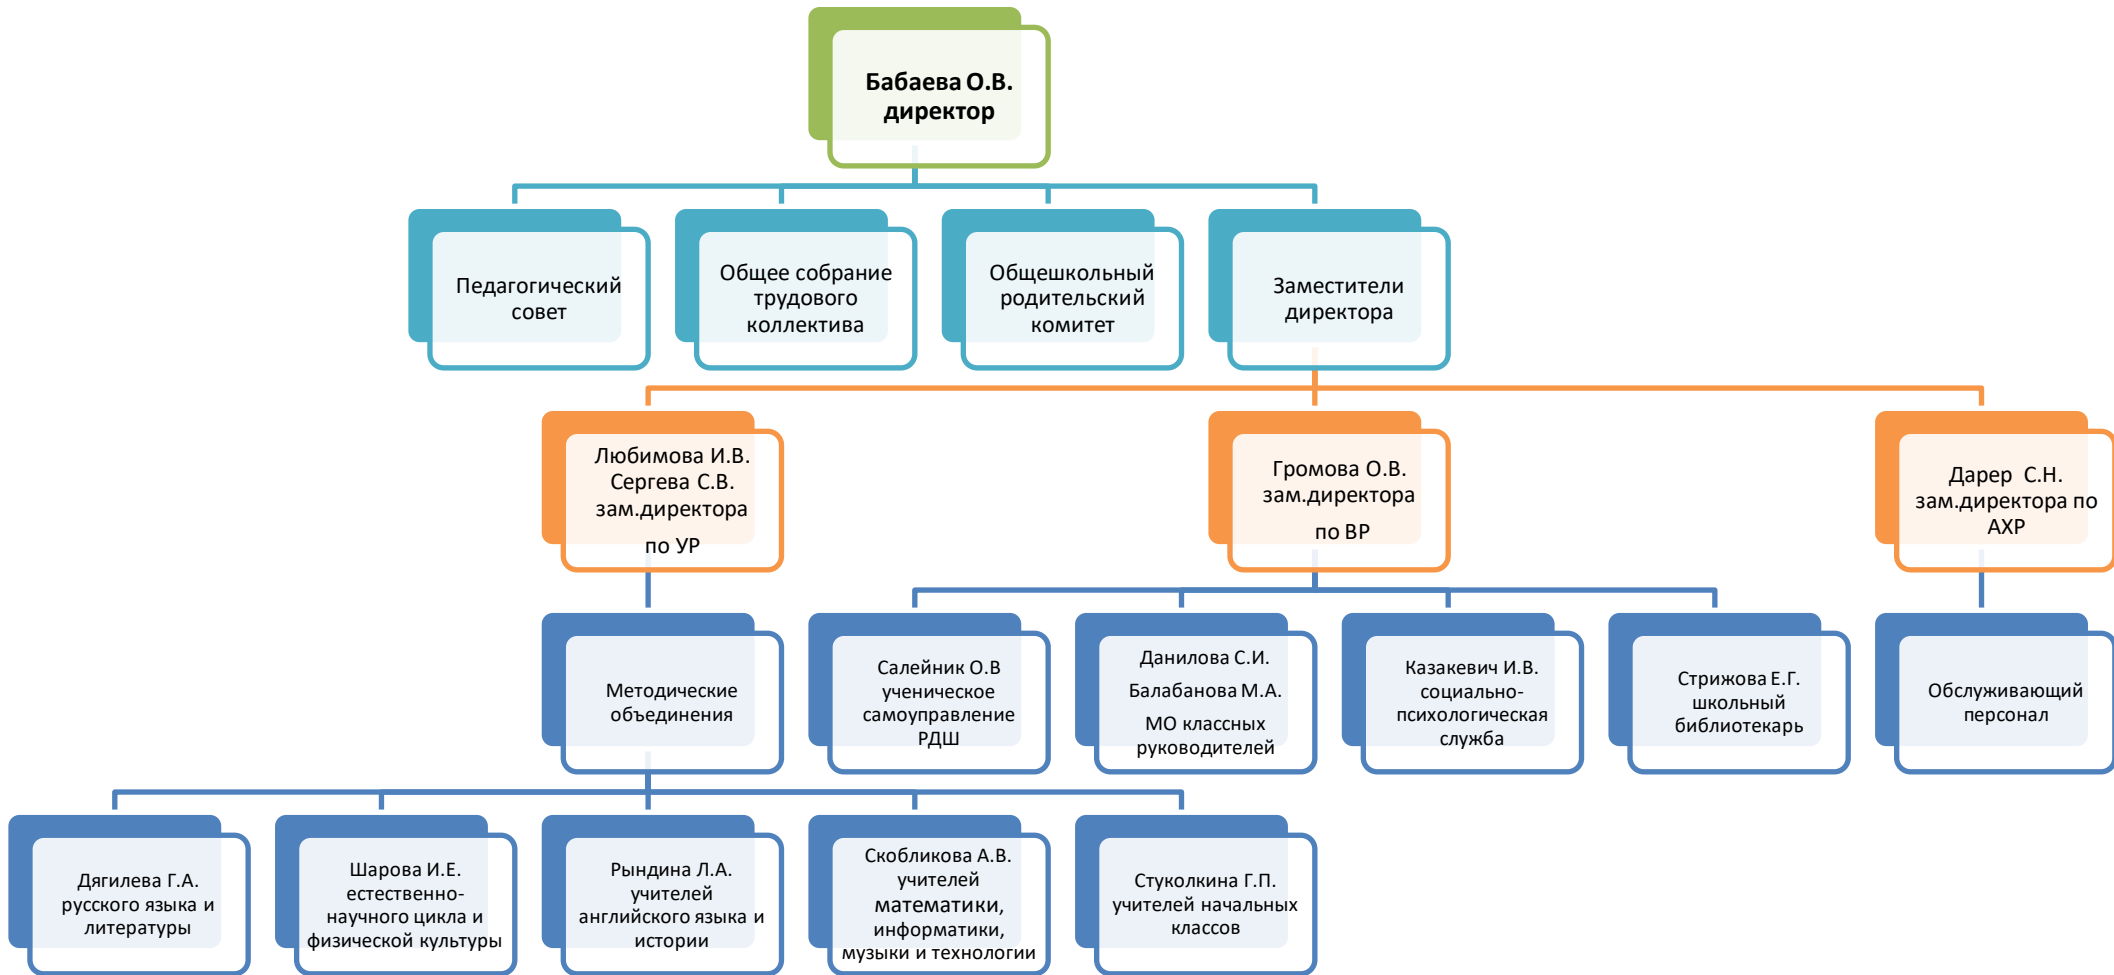 Бабаева О.В.
директор
Педагогический
совет
Общее собрание
трудового
коллектива
Общешкольный
родительский
комитет
Заместители
директора
Любимова И.В.
Сергева С.В.
зам.директора
по УР
Громова О.В.
зам.директора
по ВР
Дарер С.Н.
зам.директора по
АХР
Методические
объединения
Салейник О.В
ученическое
самоуправление
РДШ
Данилова С.И.
Балабанова М.А.
МО классных
руководителей
Казакевич И.В.
социально-
психологическая
служба
Стрижова Е.Г.
школьный
библиотекарь
Обслуживающий
персонал
Дягилева Г.А.
русского языка и
литературы
Шарова И.Е.
естественно-
научного цикла и
физической культуры
Рындина Л.А.
учителей
английского языка и
истории
Скобликова А.В.
учителей
математики,
информатики,
музыки и технологии
Стуколкина Г.П.
учителей начальных
классов